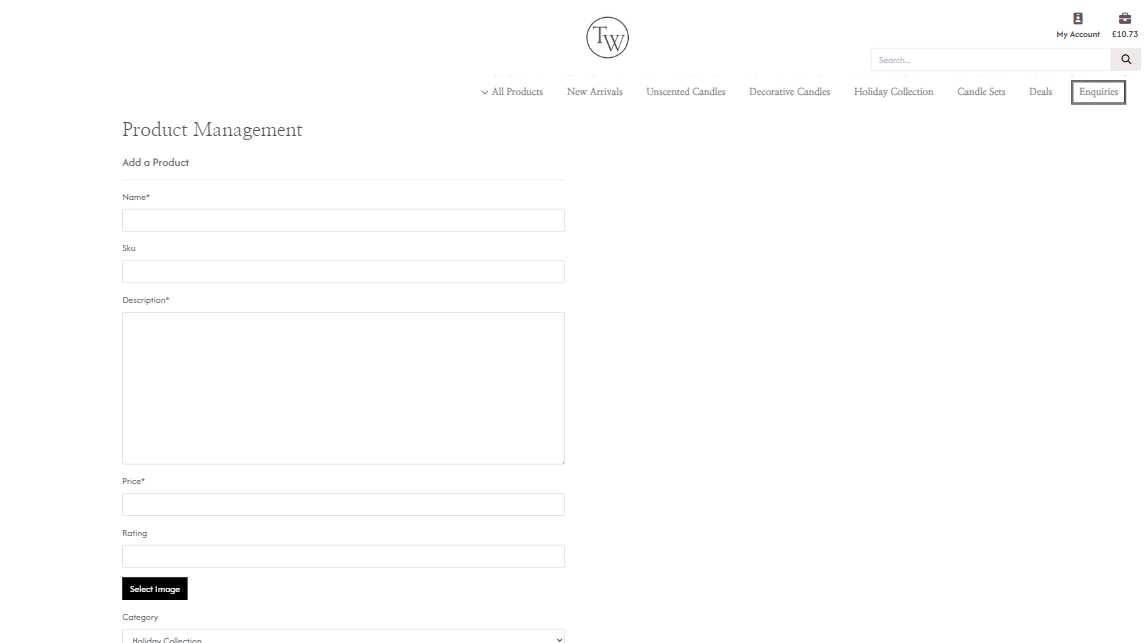 TW
My Account £10.73
Search...
All Products New Arrivals Unscented Candles Decorative Candles Holiday Collection Candle Sets Deals Enquiries
Product Management
Add a Product
Name*
Sku
Description*
Price*
Rating
Select Image
Category
Holiday Collection